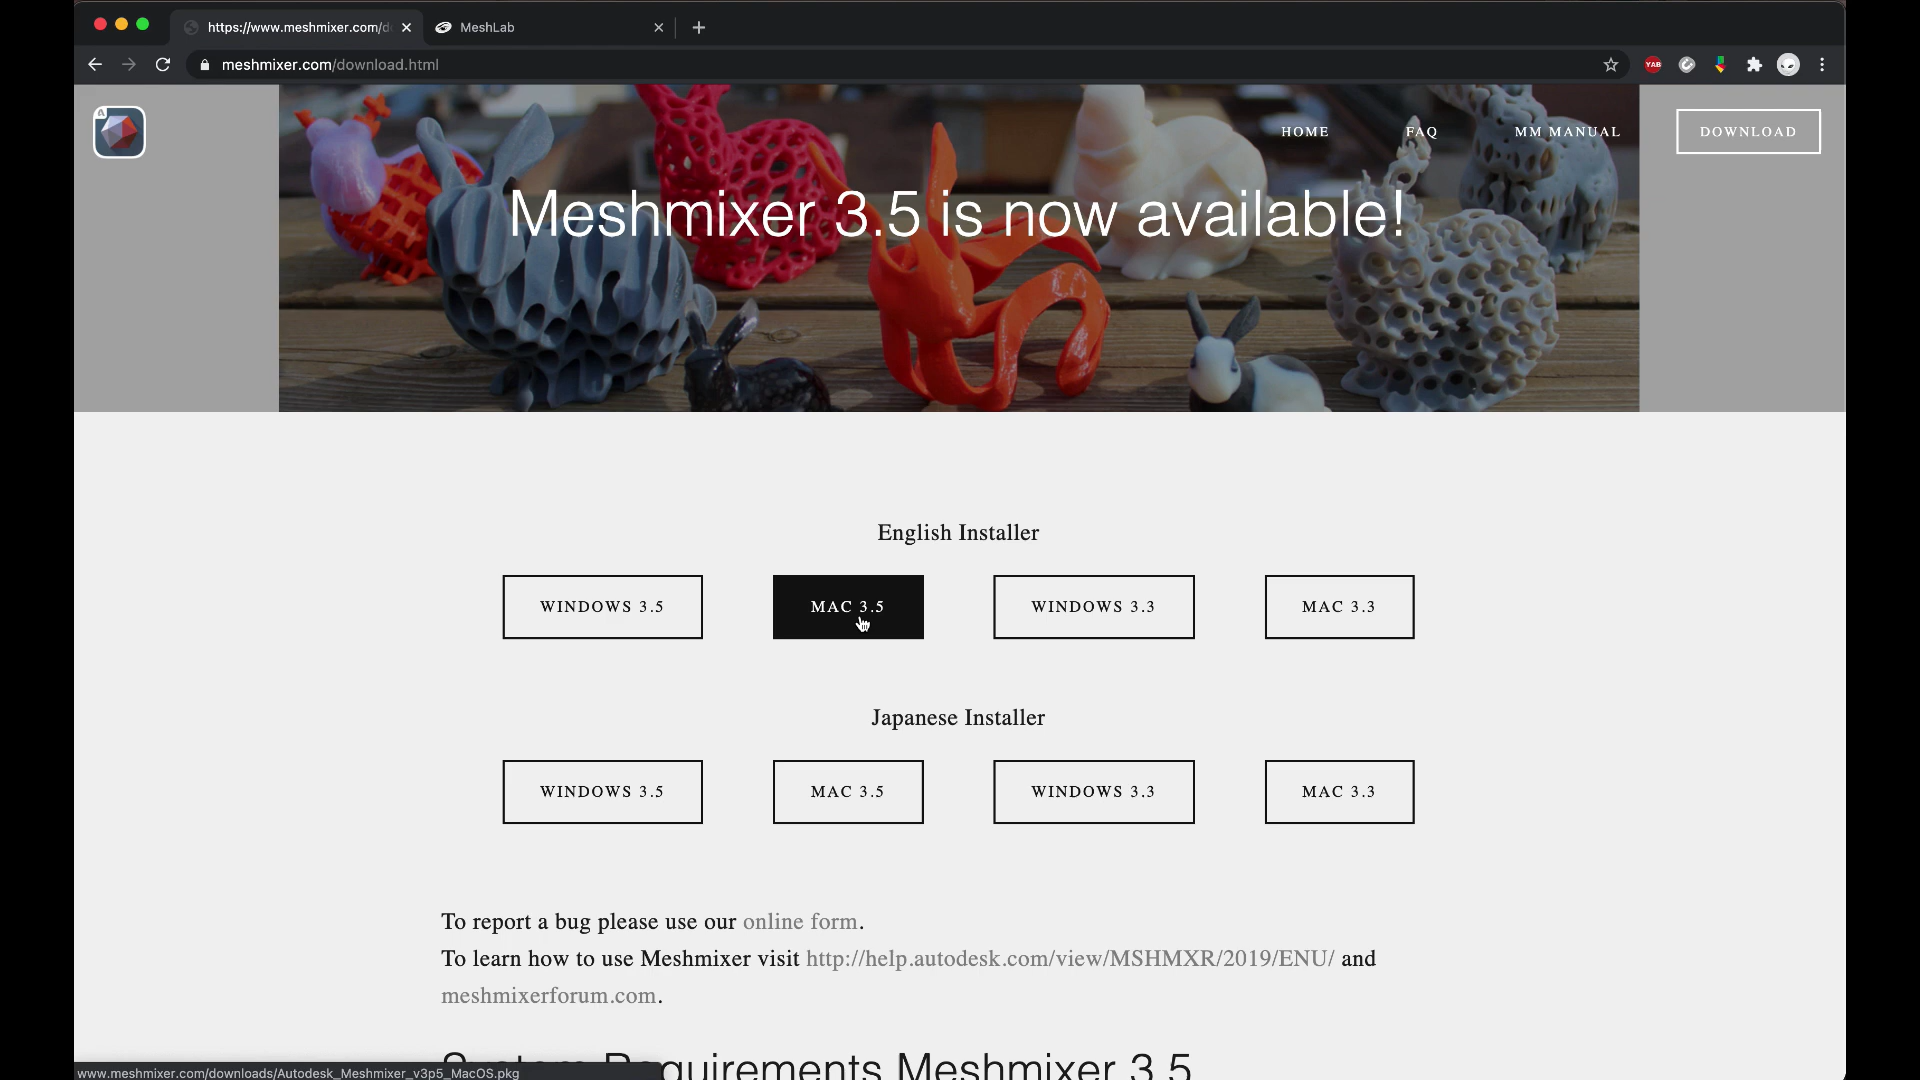 https://www.meshmixer.com/d
MeshLab
meshmixer.com/download.html
YAB
HOME
FAQ
MM MANUAL
DOWNLOAD
Meshmixer 3.5 is now available!
English Installer
WINDOWS 3.5
MAC 3.5
WINDOWS 3.3
MAC 3.3
Japanese Installer
WINDOWS 3.5
MAC 3.5
WINDOWS 3.3
MAC 3.3
To report a bug please use our online form.
To learn how to use Meshmixer visit http://help.autodesk.com/view/MSHMXR/2019/ENU/ and
meshmixerforum.com.
System Requirements Meshmixer 3.5
www.meshmixer.com/downloads/Autodesk_Meshmixer_v3p5_MacOS.pkg